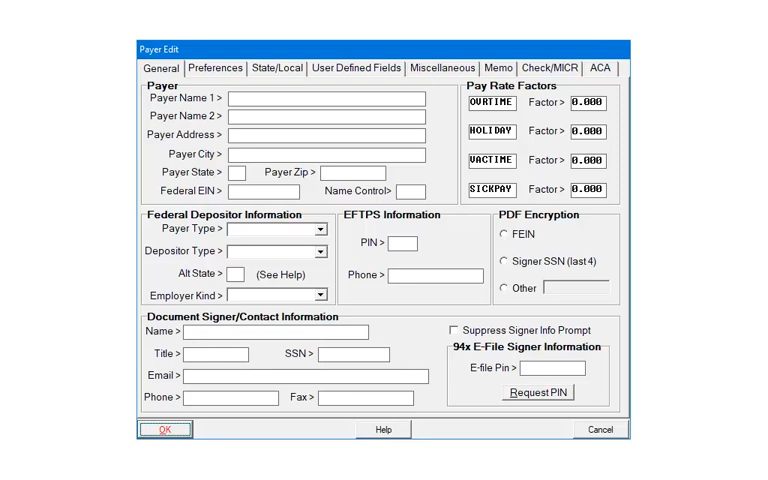 Payer Edit
General Preferences State/Local User Defined Fields Miscellaneous Memo Check/MICR ACA
Payer
Payer Name 1 >
Payer Name 2 >
Payer Address >
Payer City >
Payer State > Payer Zip >
Federal EIN > Name Control>
Pay Rate Factors
OVRTIME Factor > 0.000
HOLIDAY Factor > 0.000
VACTIME Factor > 0.000
SICKPAY Factor > 0.000
Federal Depositor Information
Payer Type >
Depositor Type >
Alt State > (See Help)
Employer Kind >
EFTPS Information
PIN >
Phone >
PDF Encryption
FEIN
Signer SSN (last 4)
Other
Document Signer/Contact Information
Name >
Title > SSN >
Email >
Phone > Fax >
Suppress Signer Info Prompt
94x E-File Signer Information
E-file Pin >
Request PIN
OK Help Cancel